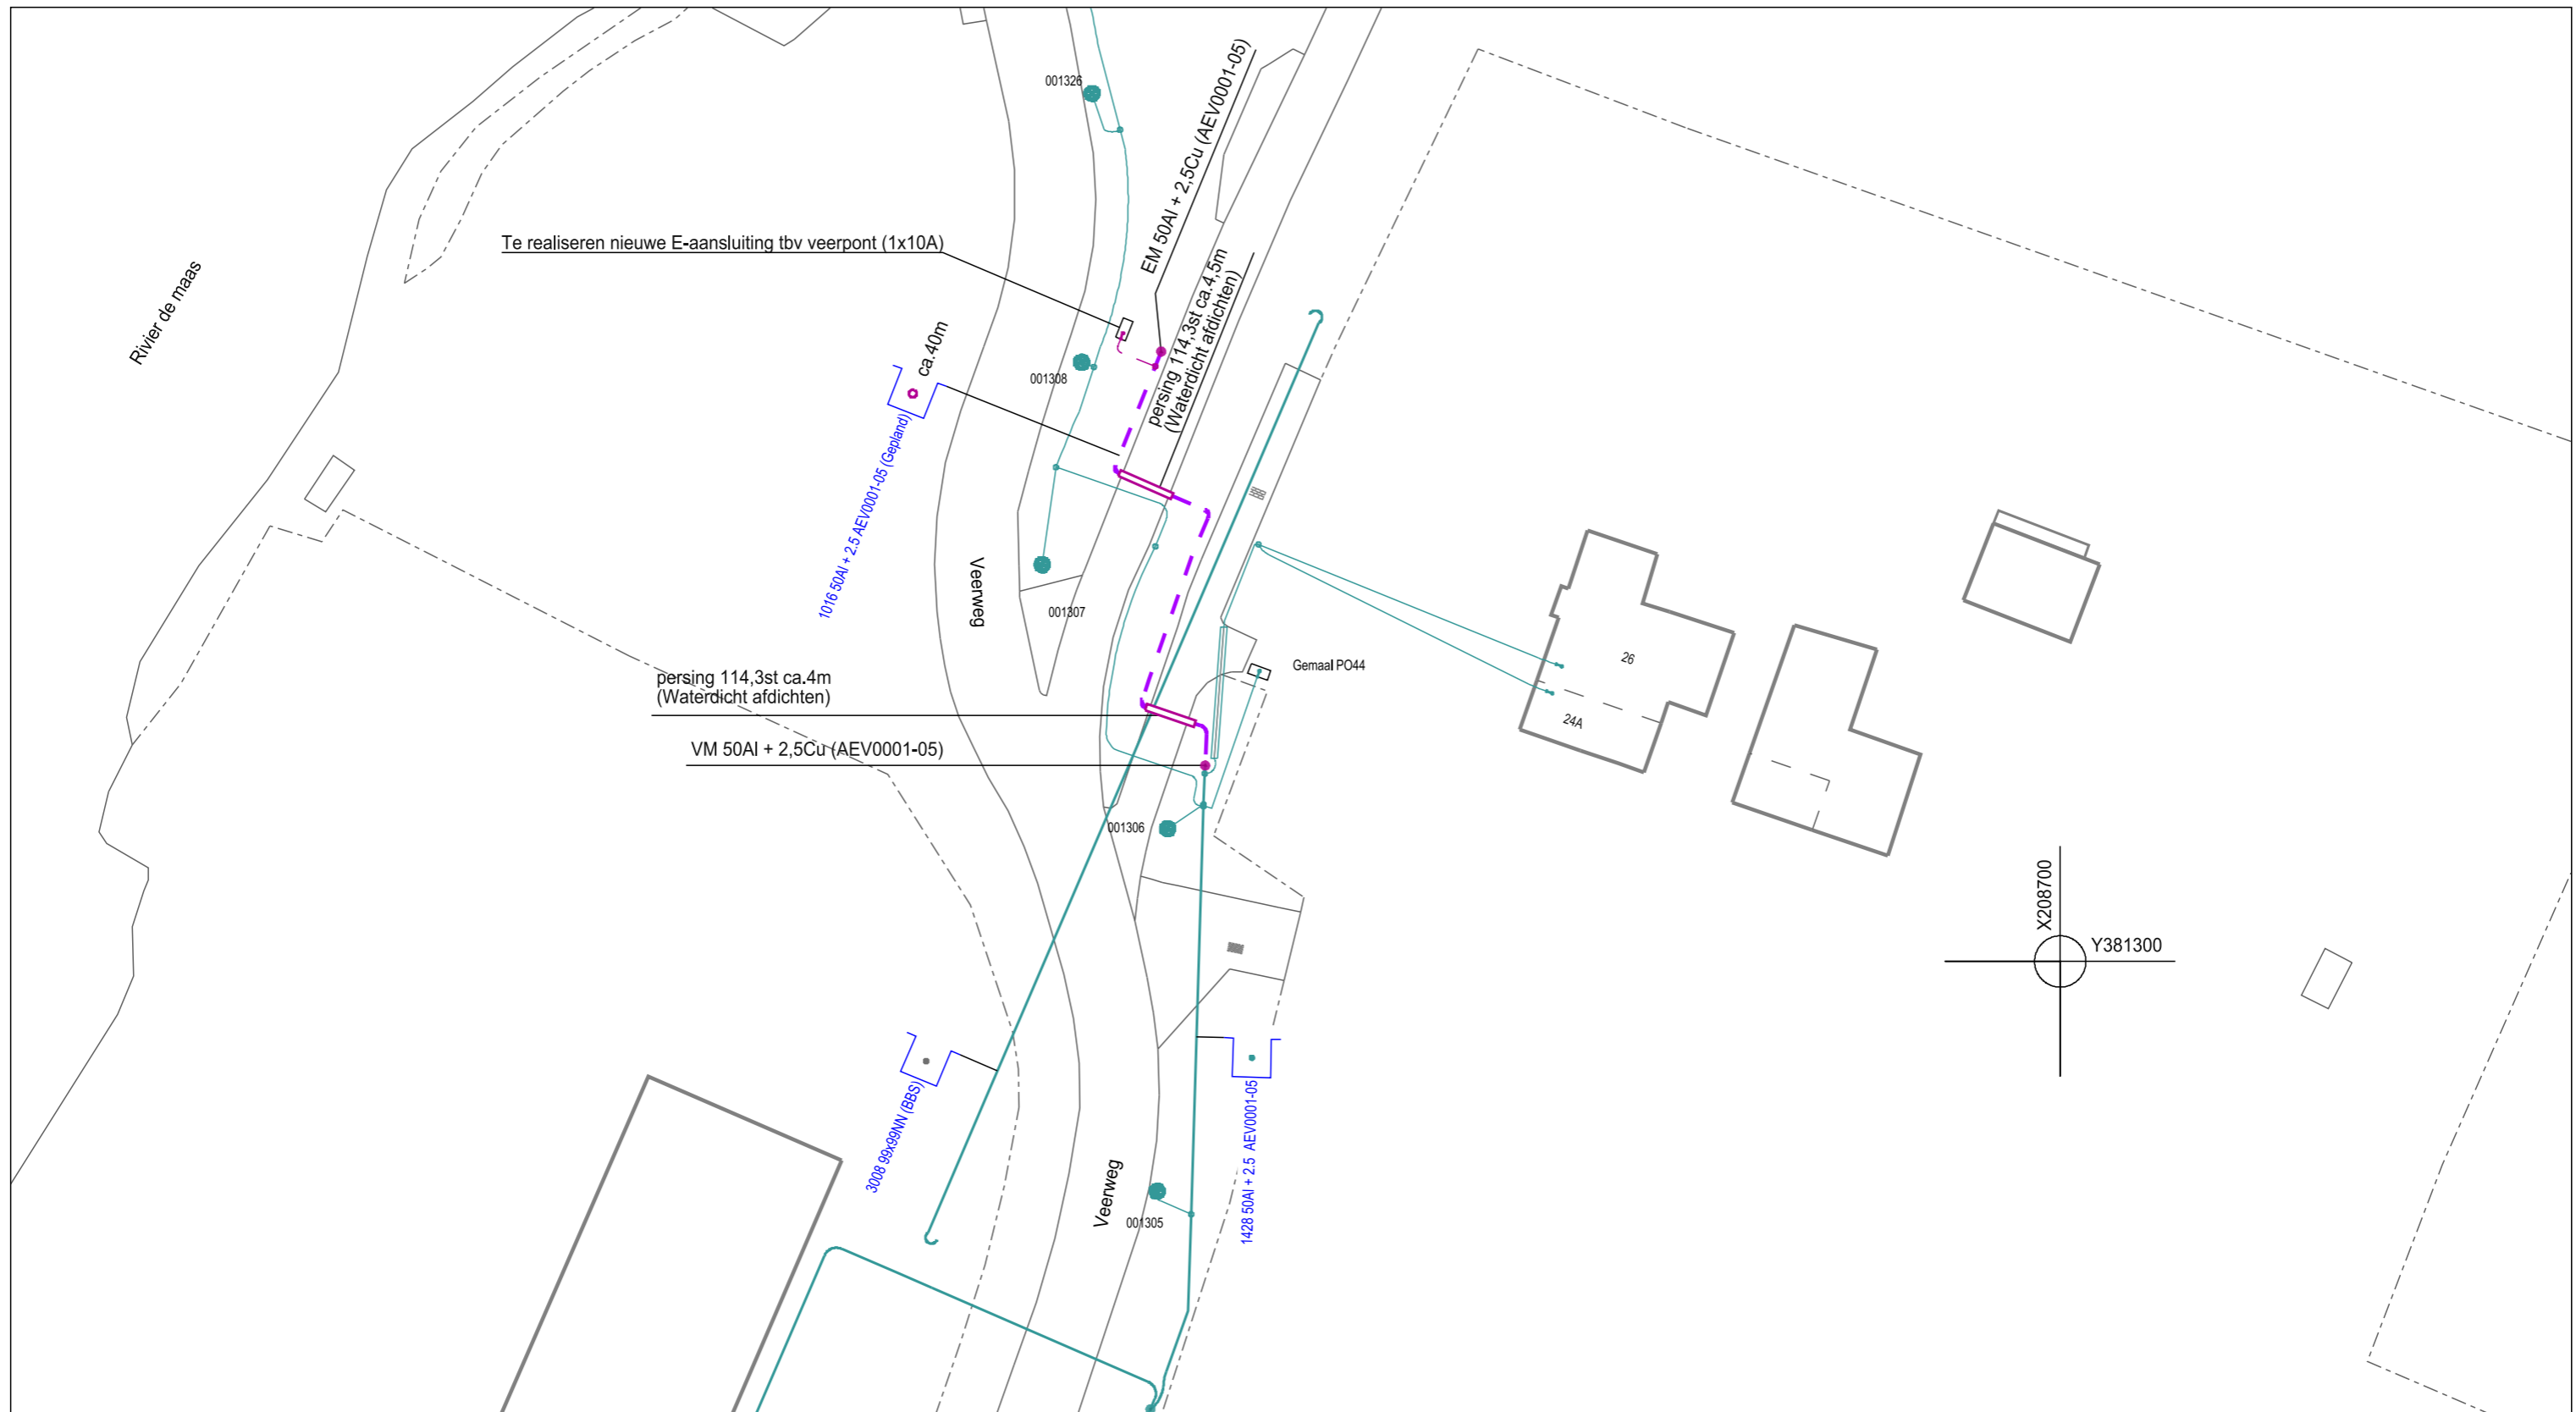 001326
EM 50Al + 2,5Cu (AEV0001-05)
Te realiseren nieuwe E-aansluiting tbv veerpont (1x10A)
persing 114,3st ca.4,5m
(Waterdicht afdichten)
Rivier de maas
ca.40m
001308
1016 50Al + 2.5 AEV0001-05 (Gepland)
Veerweg
001307
Gemaal PO44
26
24A
persing 114,3st ca.4m
(Waterdicht afdichten)
VM 50Al + 2,5Cu (AEV0001-05)
001306
X208700
Y381300
3008 99x99NN (BBS)
1428 50Al + 2.5 AEV0001-05
Veerweg
001305